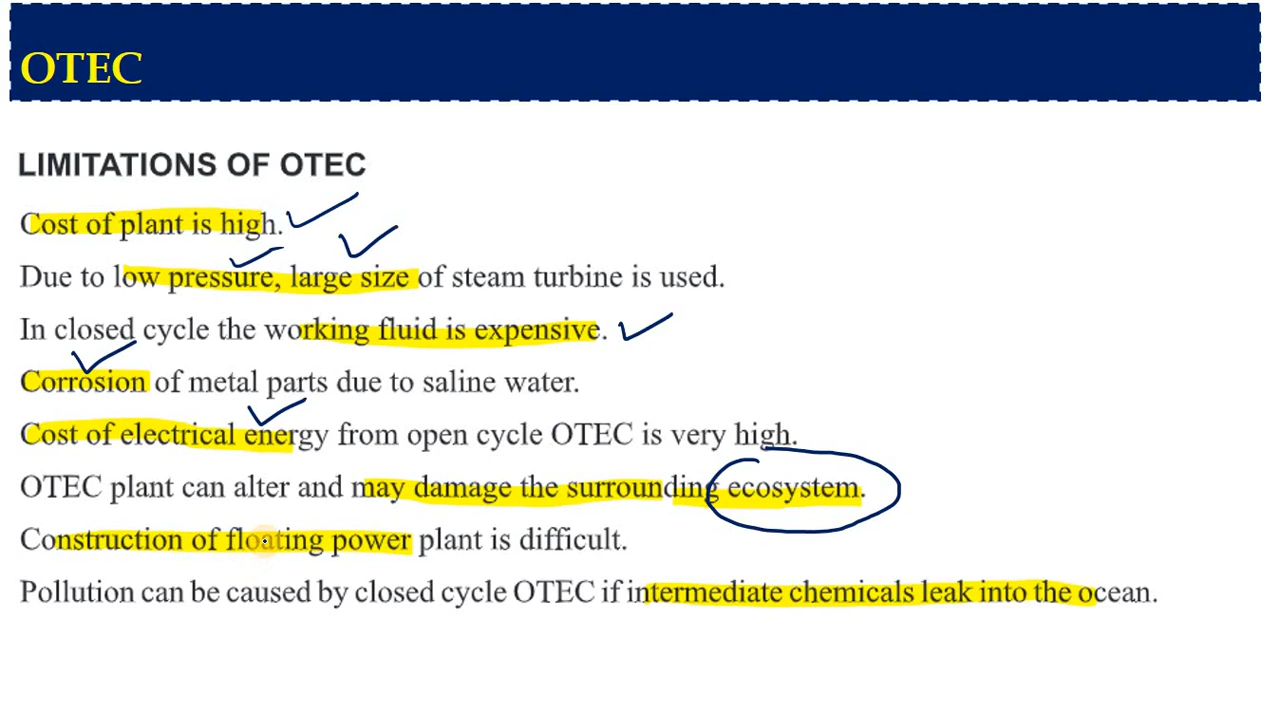 OTEC
LIMITATIONS OF OTEC
Cost of plant is high.
Due to low pressure, large size of steam turbine is used.
In closed cycle the working fluid is expensive.
Corrosion of metal parts due to saline water.
Cost of electrical energy from open cycle OTEC is very high.
OTEC plant can alter and may damage the surrounding ecosystem.
Construction of floating power plant is difficult.
Pollution can be caused by closed cycle OTEC if intermediate chemicals leak into the ocean.